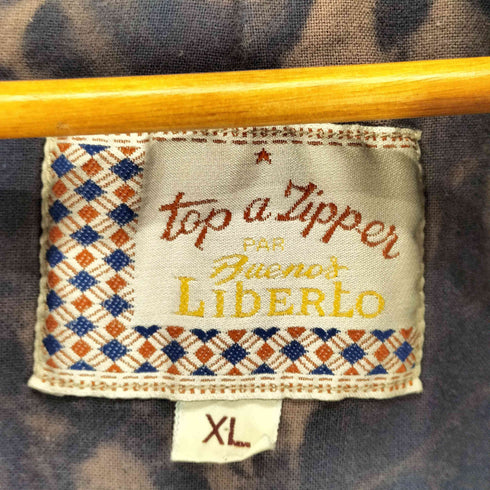 top a Zipper
PAR
Buenos
LIBERTO
XL